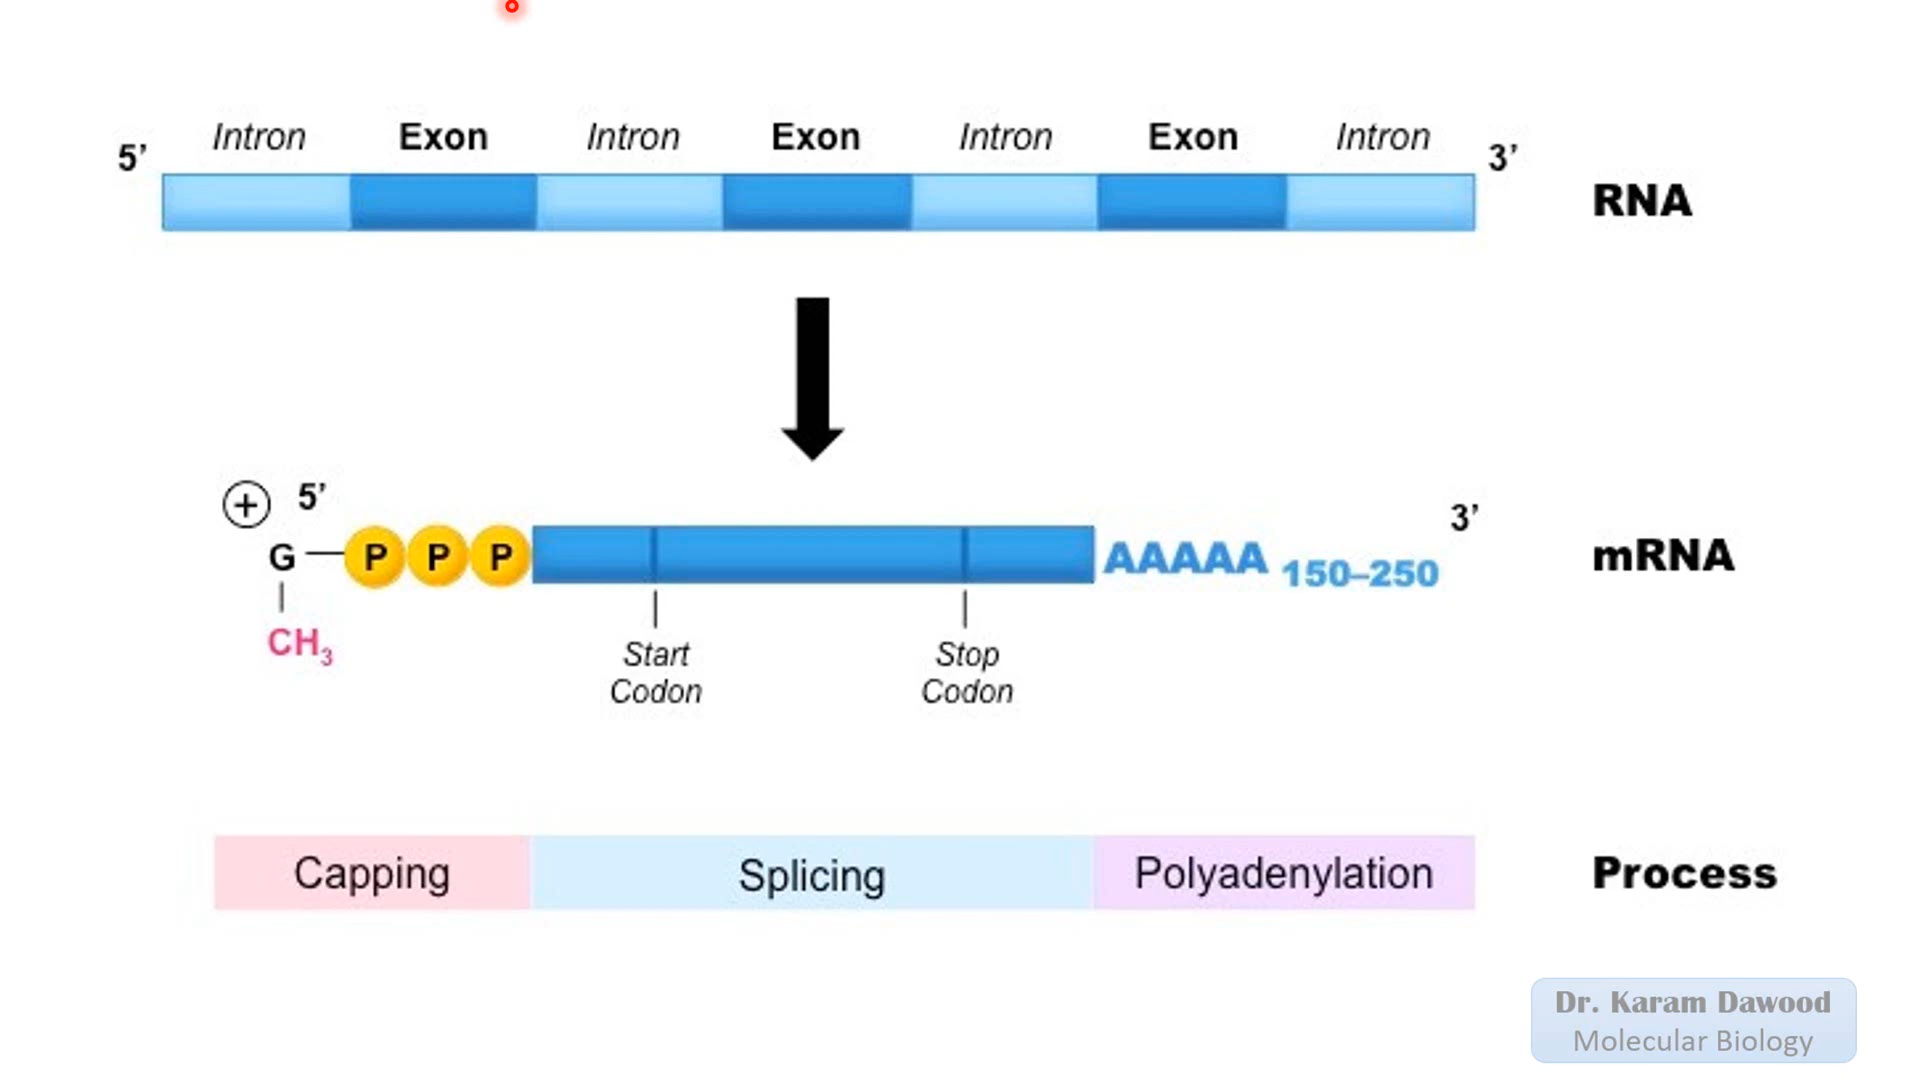 Intron Exon Intron Exon Intron Exon Intron
5’ 3’
RNA
+ 5’ 3’
G P P P AAAAA 150–250 mRNA
CH3
Start Stop
Codon Codon
Capping Splicing Polyadenylation Process
Dr. Karam Dawood
Molecular Biology